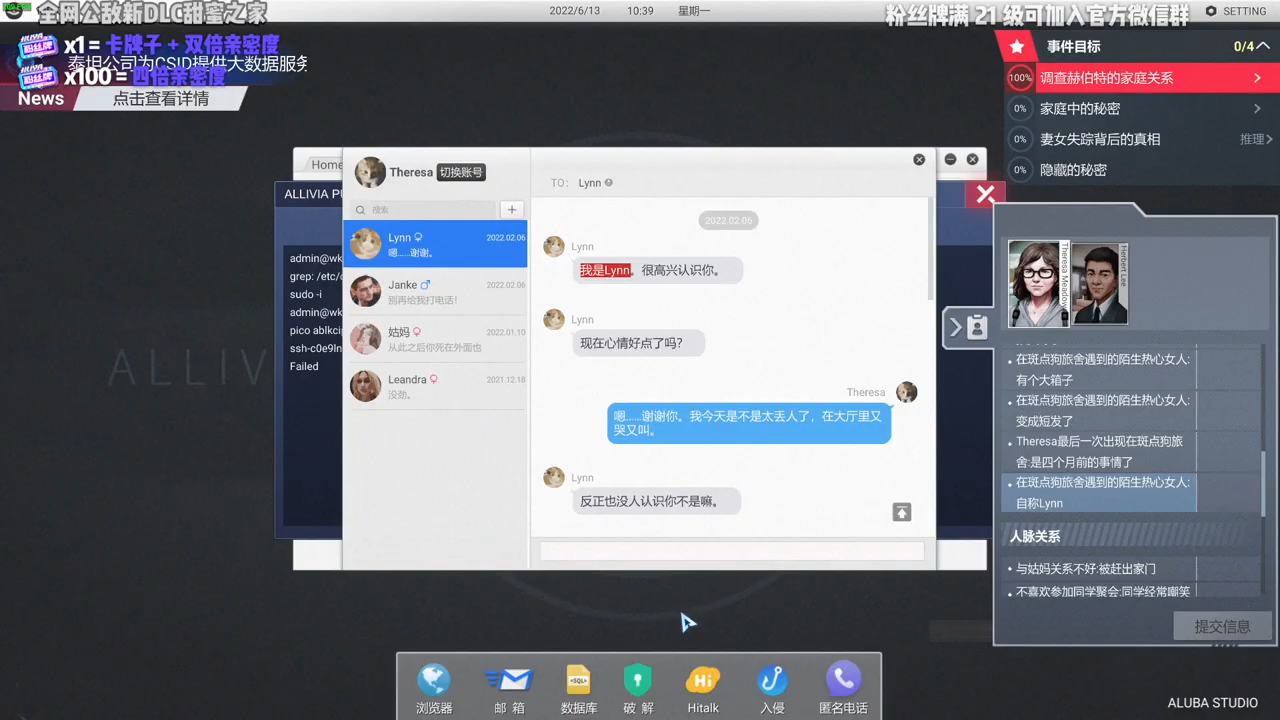 全网公敌新DLC甜蜜之家
2022/6/13
10:39
星期一
粉丝牌满 21 级可加入官方微信群
SETTING
粉丝牌 x1 = 卡牌子 + 双倍亲密度
泰坦公司为CSID提供大数据服务
粉丝牌 x100 = 四倍亲密度
News
点击查看详情
事件目标
0/4
100% 调查赫伯特的家庭关系
0% 家庭中的秘密
0% 妻女失踪背后的真相
推理
0% 隐藏的秘密
Home
Theresa
切换账号
搜索
TO: Lynn
ALLIVIA P
2022.02.06
Lynn
2022.02.06
嗯……谢谢。
Janke
2022.02.06
别再给我打电话!
姑妈
2022.01.10
从此之后你死在外面也
Leandra
2021.12.18
没劲。
admin@wk
grep: /etc/c
sudo -i
admin@wk
pico ablkcip
ssh-c0e9ln
Failed
ALLIV
Lynn
我是Lynn。很高兴认识你。
Lynn
现在心情好点了吗?
Theresa
嗯……谢谢你。我今天是不是太丢人了，在大厅里又
哭又叫。
Lynn
反正也没人认识你不是嘛。
Theresa Meadow
Herbert Lee
在斑点狗旅舍遇到的陌生热心女人:
有个大箱子
在斑点狗旅舍遇到的陌生热心女人:
变成短发了
Theresa最后一次出现在斑点狗旅
舍:是四个月前的事情了
在斑点狗旅舍遇到的陌生热心女人:
自称Lynn
人脉关系
与姑妈关系不好:被赶出家门
不喜欢参加同学聚会:同学经常嘲笑
提交信息
SQL
Hi
浏览器
邮 箱
数据库
破 解
Hitalk
入侵
匿名电话
ALUBA STUDIO